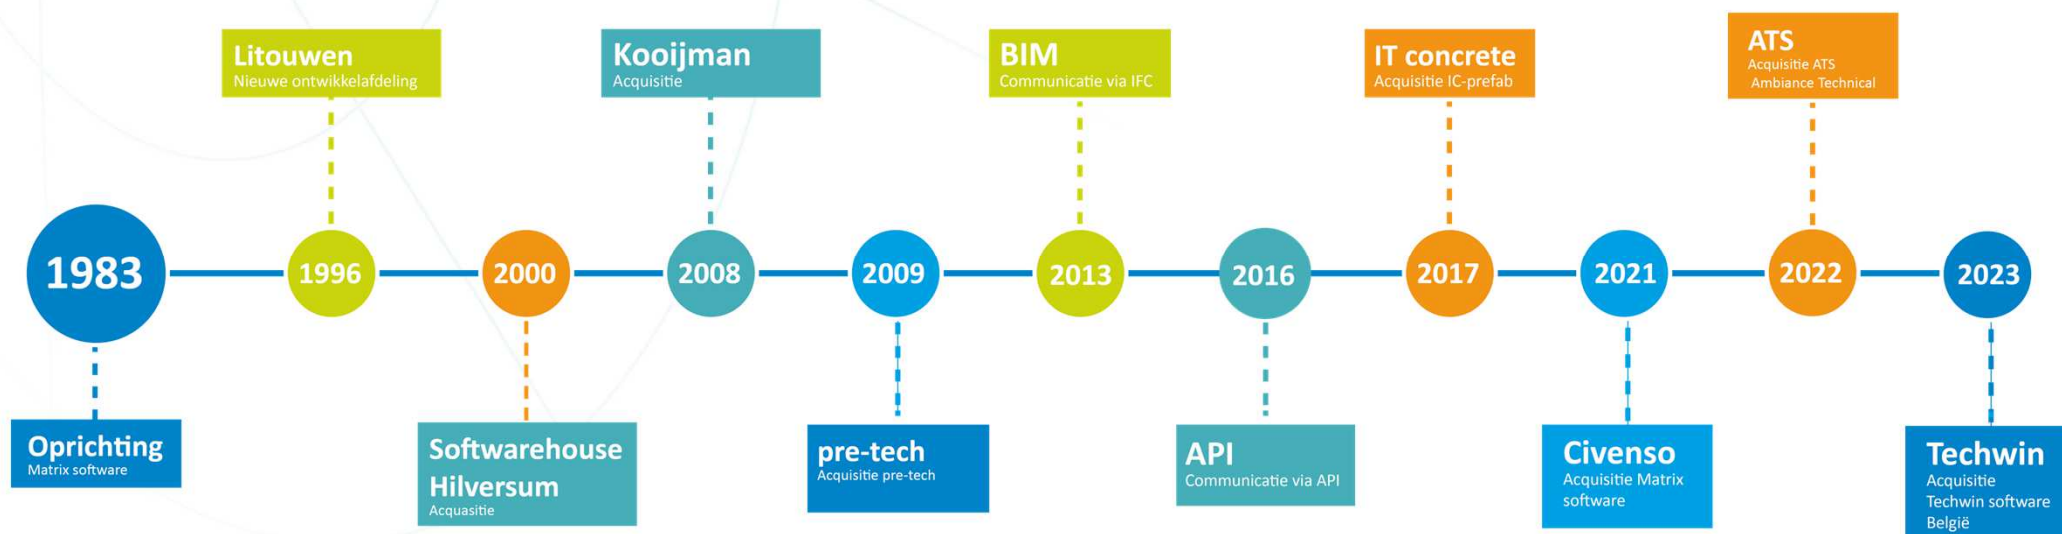 Litouwen
Nieuwe ontwikkelafdeling
Kooijman
Acquisitie
BIM
Communicatie via IFC
IT concrete
Acquisitie IC-prefab
ATS
Acquisitie ATS
Ambiance Technical
1983
1996
2000
2008
2009
2013
2016
2017
2021
2022
2023
Oprichting
Matrix software
Softwarehouse
Hilversum
Acquasitie
pre-tech
Acquisitie pre-tech
API
Communicatie via API
Civenso
Acquisitie Matrix
software
Techwin
Acquisitie
Techwin software
België